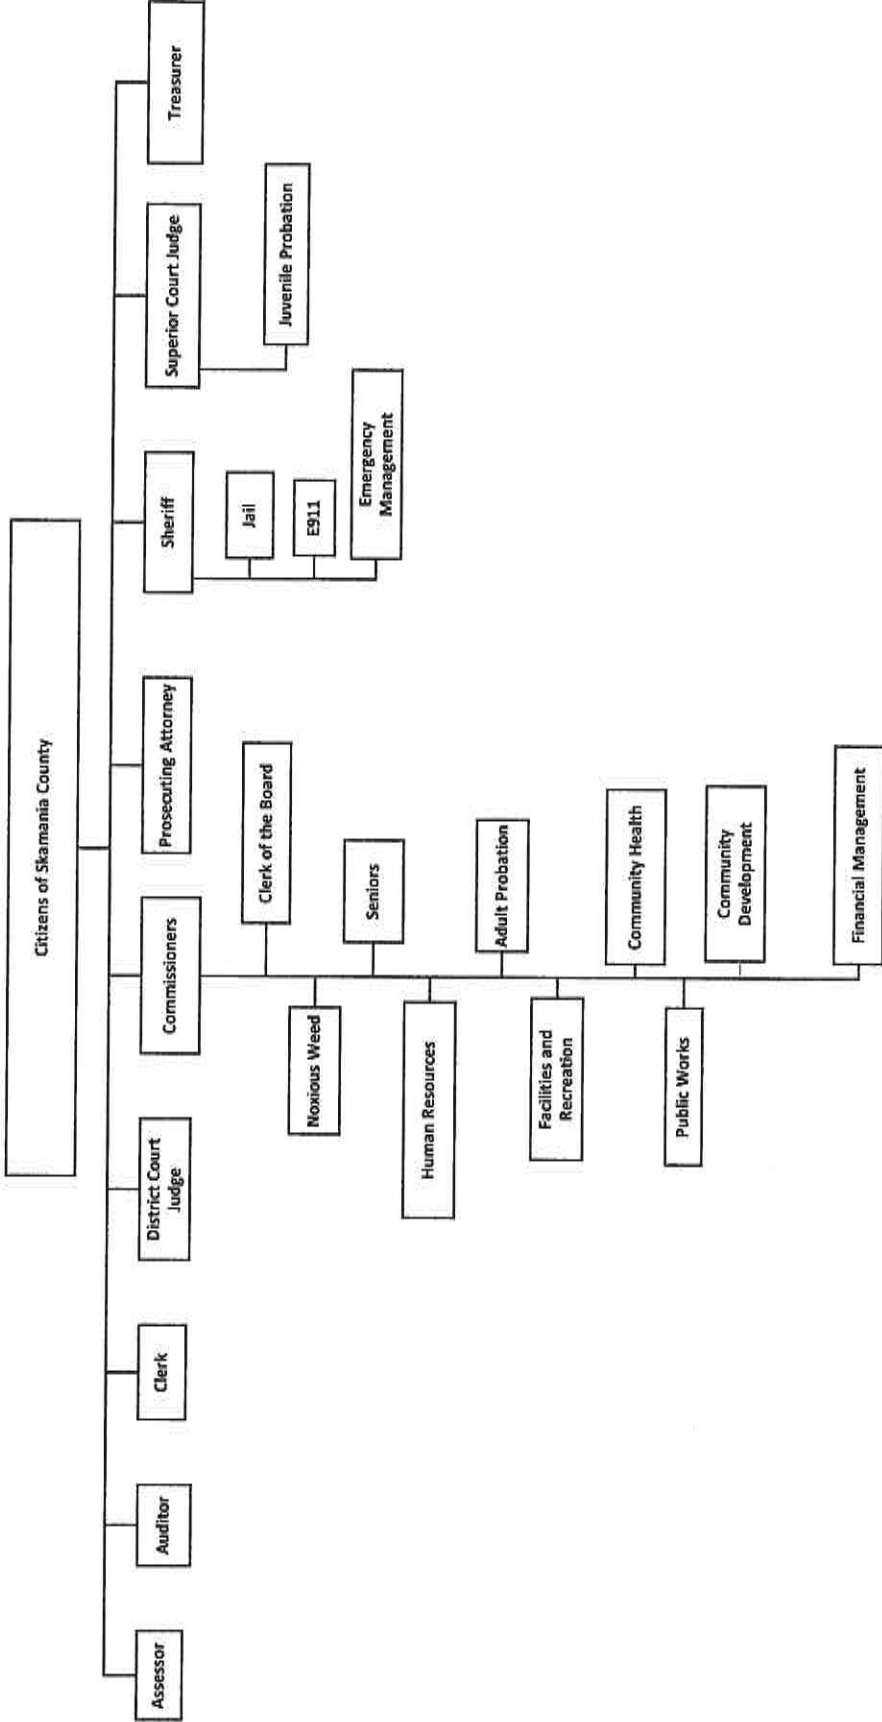 Citizens of Skamania County
Assessor
Auditor
Clerk
District Court
Judge
Commissioners
Prosecuting Attorney
Sheriff
Superior Court Judge
Treasurer
Clerk of the Board
Noxious Weed
Seniors
Human Resources
Adult Probation
Facilities and
Recreation
Community Health
Public Works
Community
Development
Financial Management
Jail
E911
Emergency
Management
Juvenile Probation